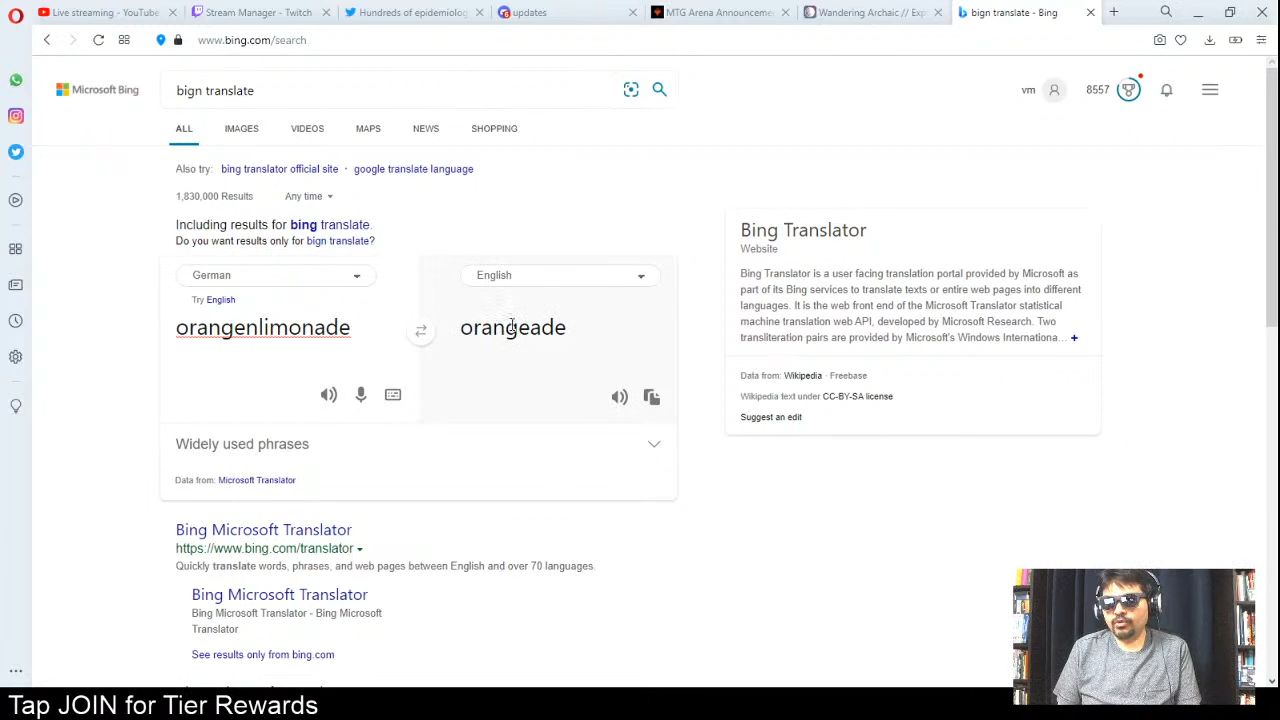 Live streaming - YouTube
Stream Manager - Twitch
Hundreds of epidemiolog
updates
MTG Arena Announceme
Wandering Archaic // Exp
bign translate - Bing
www.bing.com/search
Microsoft Bing
bign translate
vm
8557
ALL
IMAGES
VIDEOS
MAPS
NEWS
SHOPPING
Also try: bing translator official site · google translate language
1,830,000 Results
Any time
Including results for bing translate.
Do you want results only for bign translate?
German
English
Try English
orangenlimonade
orangeade
Widely used phrases
Data from: Microsoft Translator
Bing Translator
Website
Bing Translator is a user facing translation portal provided by Microsoft as
part of its Bing services to translate texts or entire web pages into different
languages. It is the web front end of the Microsoft Translator statistical
machine translation web API, developed by Microsoft Research. Two
transliteration pairs are provided by Microsoft's Windows Internationa… +
Data from: Wikipedia · Freebase
Wikipedia text under CC-BY-SA license
Suggest an edit
Bing Microsoft Translator
https://www.bing.com/translator
Quickly translate words, phrases, and web pages between English and over 70 languages.
Bing Microsoft Translator
Bing Microsoft Translator - Bing Microsoft
Translator
See results only from bing.com
Tap JOIN for Tier Rewards